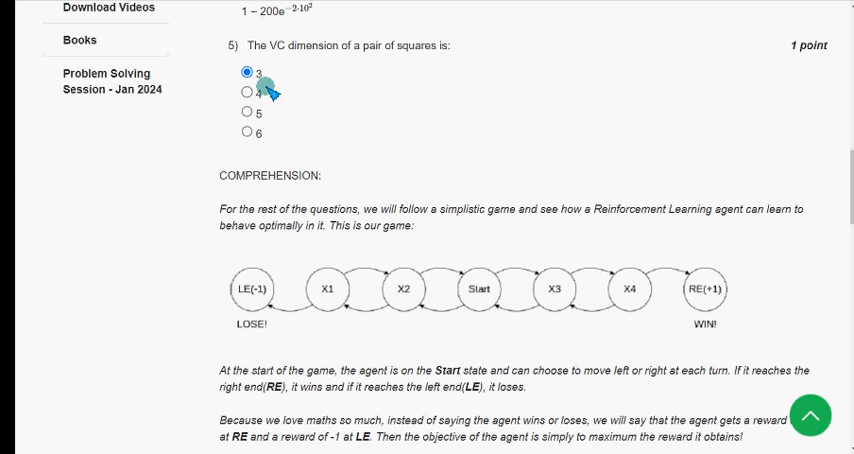 Download Videos
Books
Problem Solving
Session - Jan 2024
1 − 200e^−2·10²
5) The VC dimension of a pair of squares is: 1 point
3
4
5
6
COMPREHENSION:
For the rest of the questions, we will follow a simplistic game and see how a Reinforcement Learning agent can learn to
behave optimally in it. This is our game:
LE(-1) X1 X2 Start X3 X4 RE(+1)
LOSE! WIN!
At the start of the game, the agent is on the Start state and can choose to move left or right at each turn. If it reaches the
right end(RE), it wins and if it reaches the left end(LE), it loses.
Because we love maths so much, instead of saying the agent wins or loses, we will say that the agent gets a reward
at RE and a reward of -1 at LE. Then the objective of the agent is simply to maximum the reward it obtains!